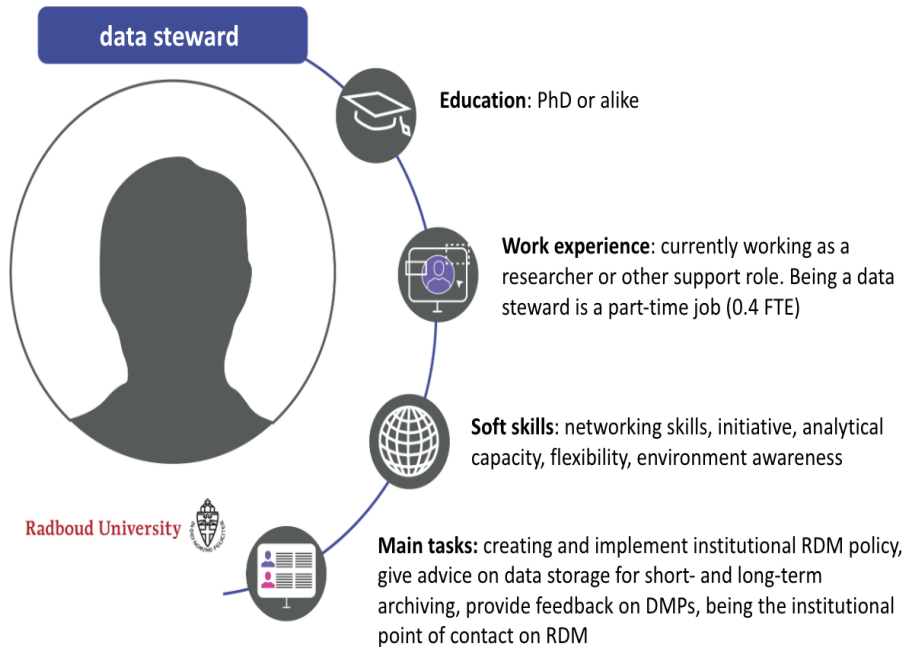 data steward
Education: PhD or alike
Work experience: currently working as a
researcher or other support role. Being a data
steward is a part-time job (0.4 FTE)
Soft skills: networking skills, initiative, analytical
capacity, flexibility, environment awareness
Radboud University
Main tasks: creating and implement institutional RDM policy,
give advice on data storage for short- and long-term
archiving, provide feedback on DMPs, being the institutional
point of contact on RDM